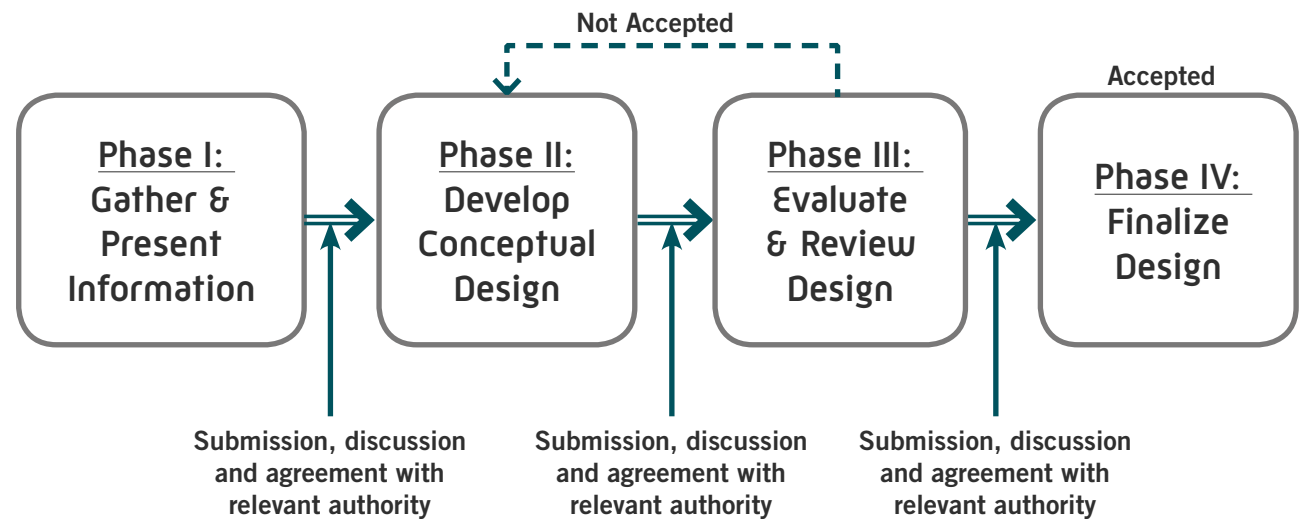 Not Accepted
Accepted
Phase I:
Gather &
Present
Information
Phase II:
Develop
Conceptual
Design
Phase III:
Evaluate
& Review
Design
Phase IV:
Finalize
Design
Submission, discussion
and agreement with
relevant authority
Submission, discussion
and agreement with
relevant authority
Submission, discussion
and agreement with
relevant authority